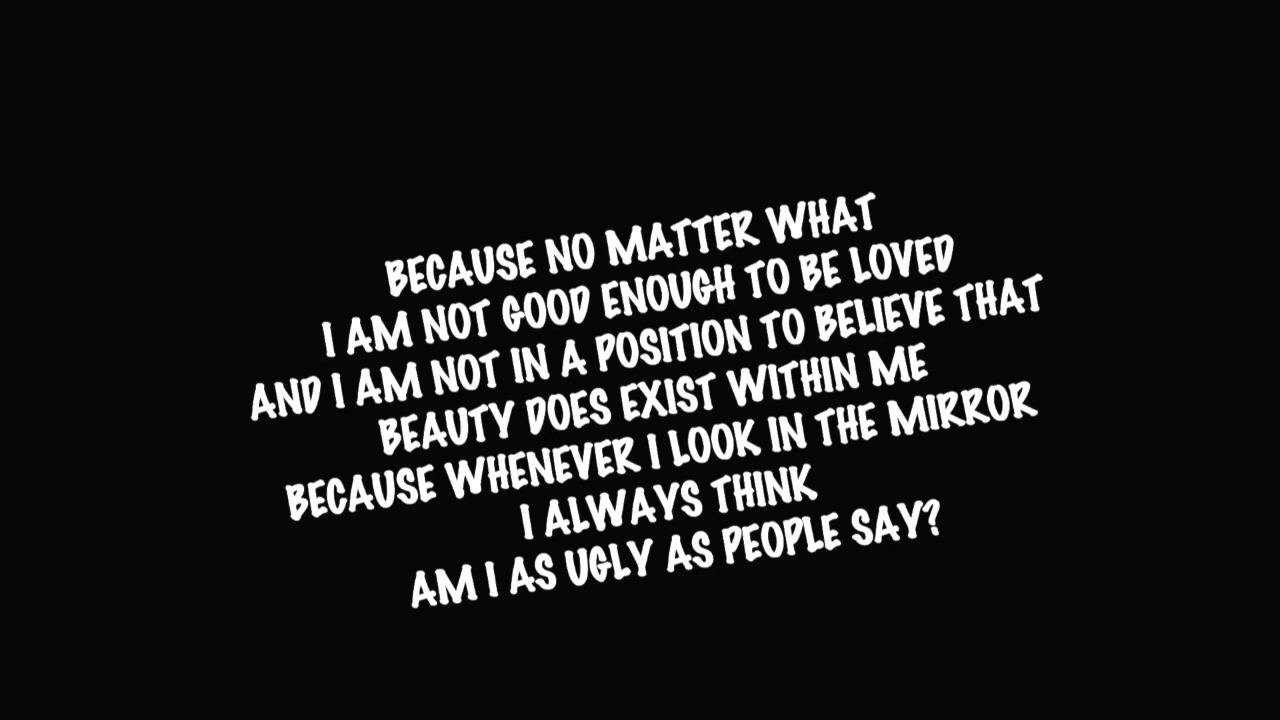 BECAUSE NO MATTER WHAT
I AM NOT GOOD ENOUGH TO BE LOVED
AND I AM NOT IN A POSITION TO BELIEVE THAT
BEAUTY DOES EXIST WITHIN ME
BECAUSE WHENEVER I LOOK IN THE MIRROR
I ALWAYS THINK
AM I AS UGLY AS PEOPLE SAY?